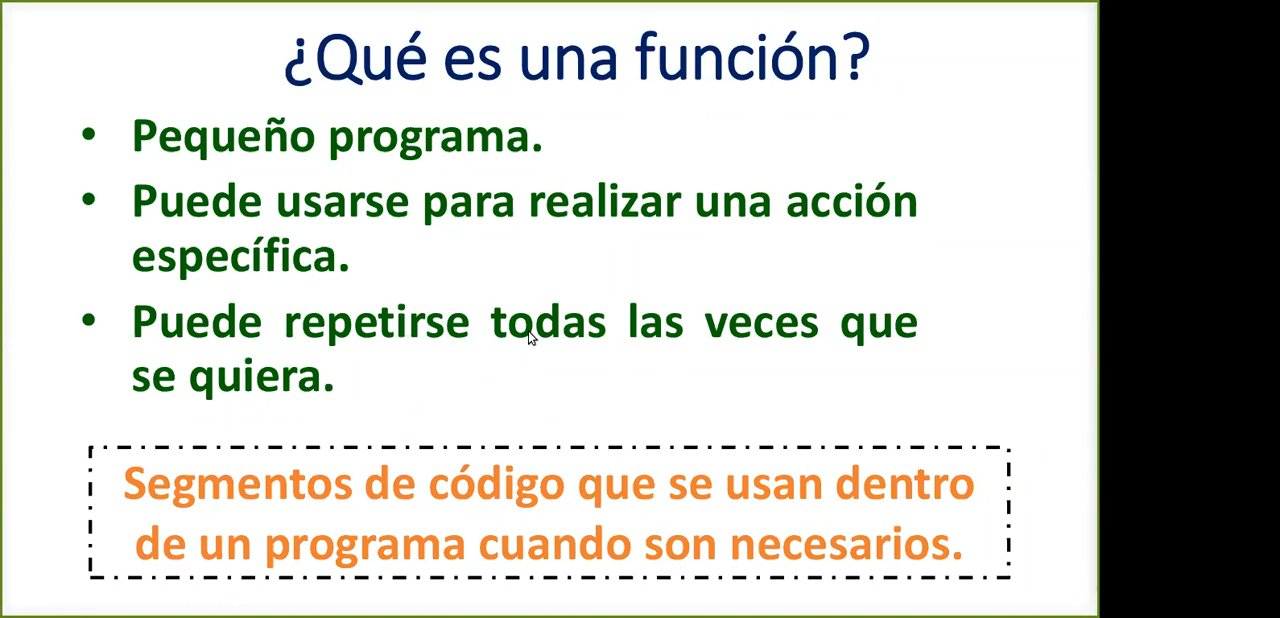 ¿Qué es una función?
• Pequeño programa.
• Puede usarse para realizar una acción
específica.
• Puede repetirse todas las veces que
se quiera.
Segmentos de código que se usan dentro
de un programa cuando son necesarios.